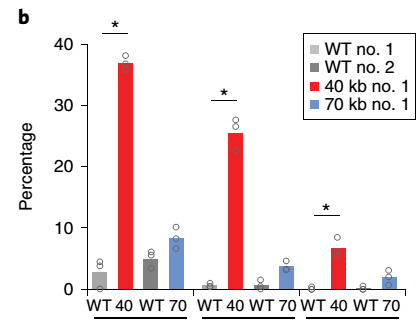 b
*
40
30
20
10
0
Percentage
*
*
WT no. 1
WT no. 2
40 kb no. 1
70 kb no. 1
WT 40 WT 70 WT 40 WT 70 WT 40 WT 70